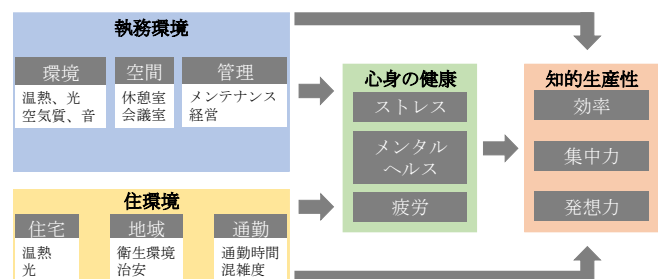 執務環境
環境
温熱、光
空気質、音
空間
休憩室
会議室
管理
メンテナンス
経営
住環境
住宅
温熱
光
地域
衛生環境
治安
通勤
通勤時間
混雑度
心身の健康
ストレス
メンタル
ヘルス
疲労
知的生産性
効率
集中力
発想力